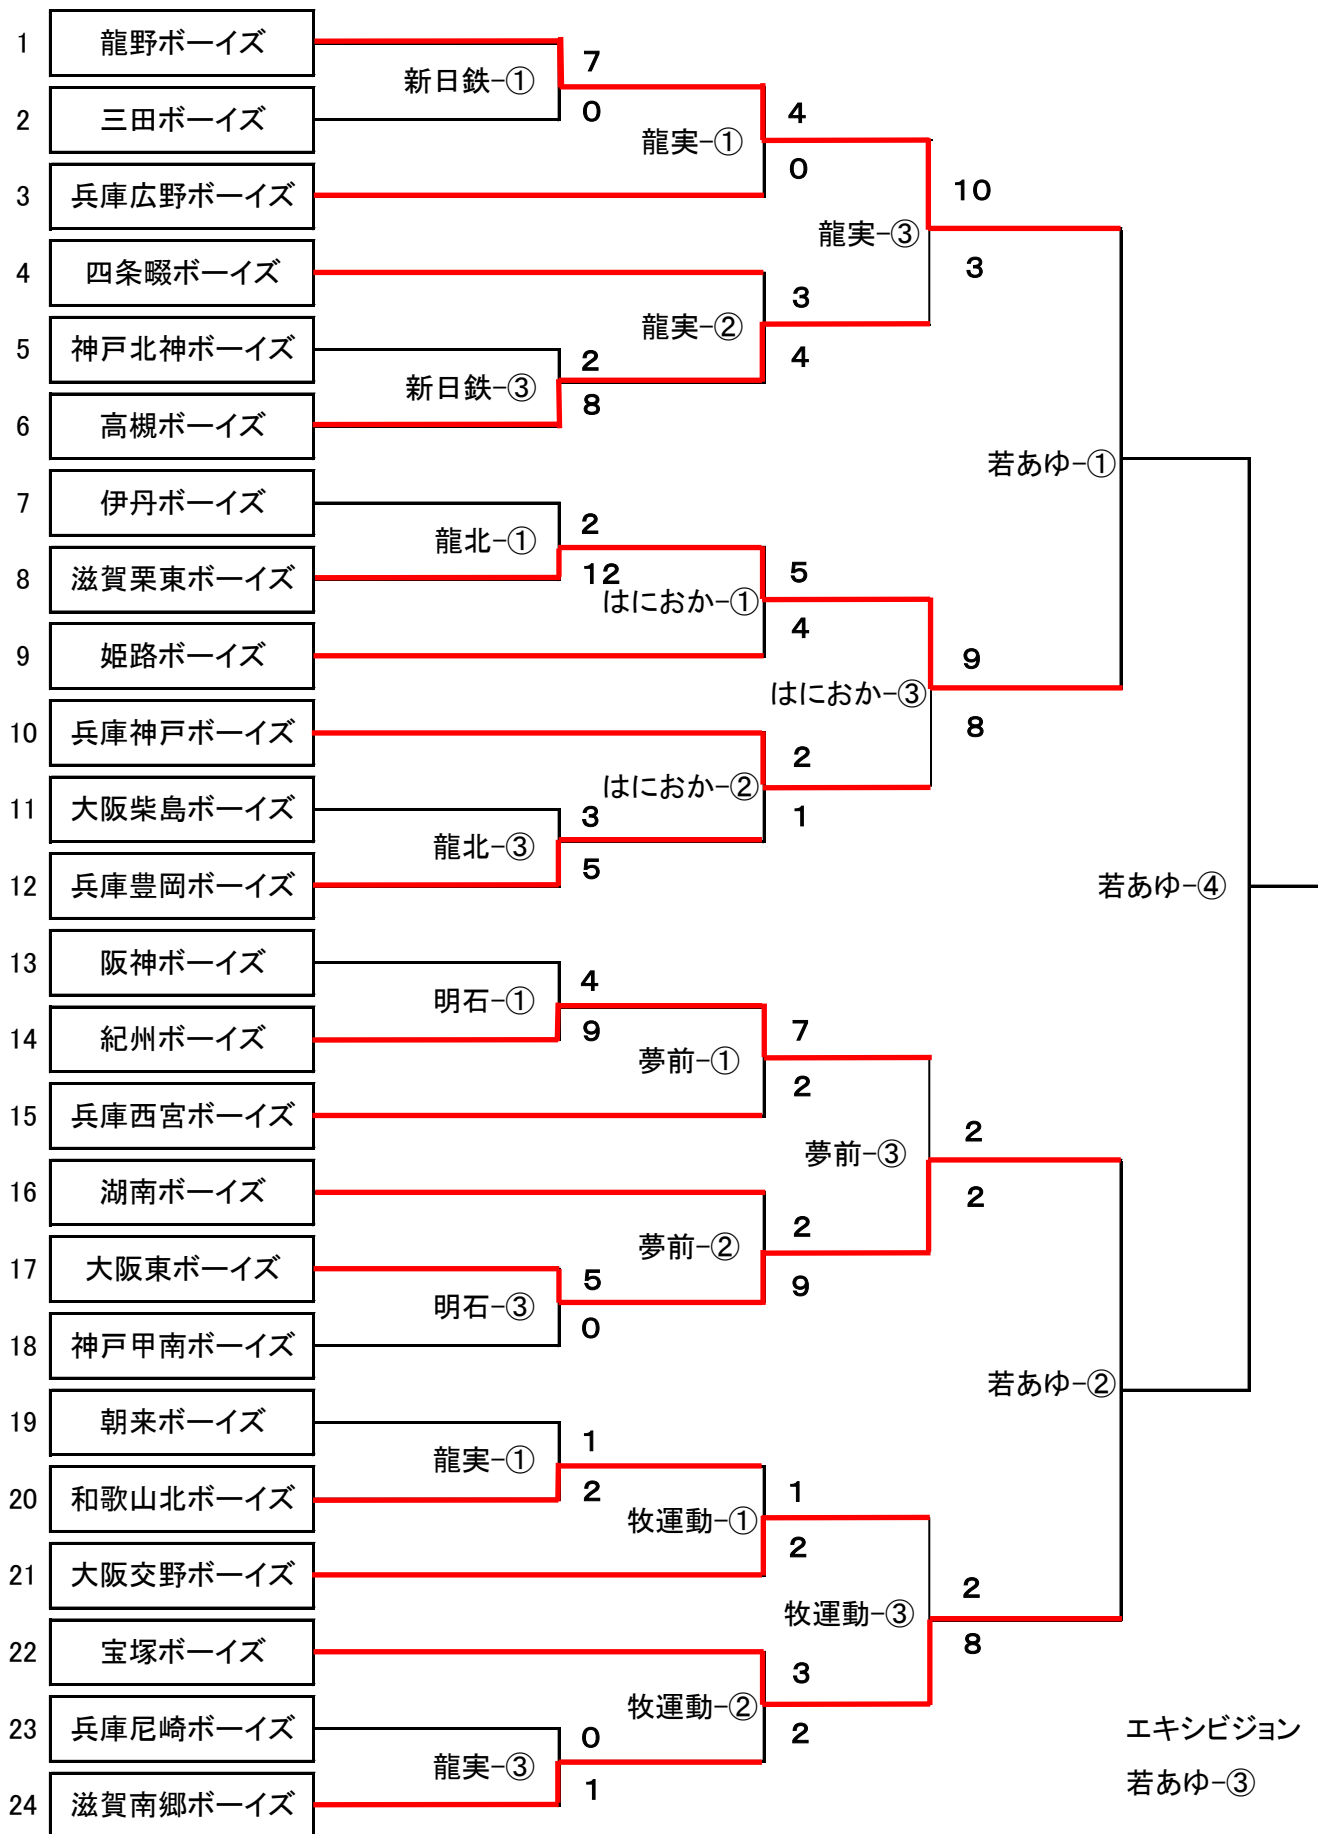 1 龍野ボーイズ
新日鉄-①
7
0
2 三田ボーイズ
龍実-①
4
0
3 兵庫広野ボーイズ
龍実-③
10
3
4 四条畷ボーイズ
龍実-②
3
4
5 神戸北神ボーイズ
新日鉄-③
2
8
6 高槻ボーイズ
若あゆ-①
7 伊丹ボーイズ
龍北-①
2
12
8 滋賀栗東ボーイズ
はにおか-①
5
4
9 姫路ボーイズ
はにおか-③
9
8
10 兵庫神戸ボーイズ
はにおか-②
2
1
11 大阪柴島ボーイズ
龍北-③
3
5
12 兵庫豊岡ボーイズ
若あゆ-④
13 阪神ボーイズ
明石-①
4
9
14 紀州ボーイズ
夢前-①
7
2
15 兵庫西宮ボーイズ
夢前-③
2
2
16 湖南ボーイズ
夢前-②
2
9
17 大阪東ボーイズ
明石-③
5
0
18 神戸甲南ボーイズ
若あゆ-②
19 朝来ボーイズ
龍実-①
1
2
20 和歌山北ボーイズ
牧運動-①
1
2
21 大阪交野ボーイズ
牧運動-③
2
8
22 宝塚ボーイズ
牧運動-②
3
2
23 兵庫尼崎ボーイズ
龍実-③
0
1
24 滋賀南郷ボーイズ
エキシビジョン
若あゆ-③